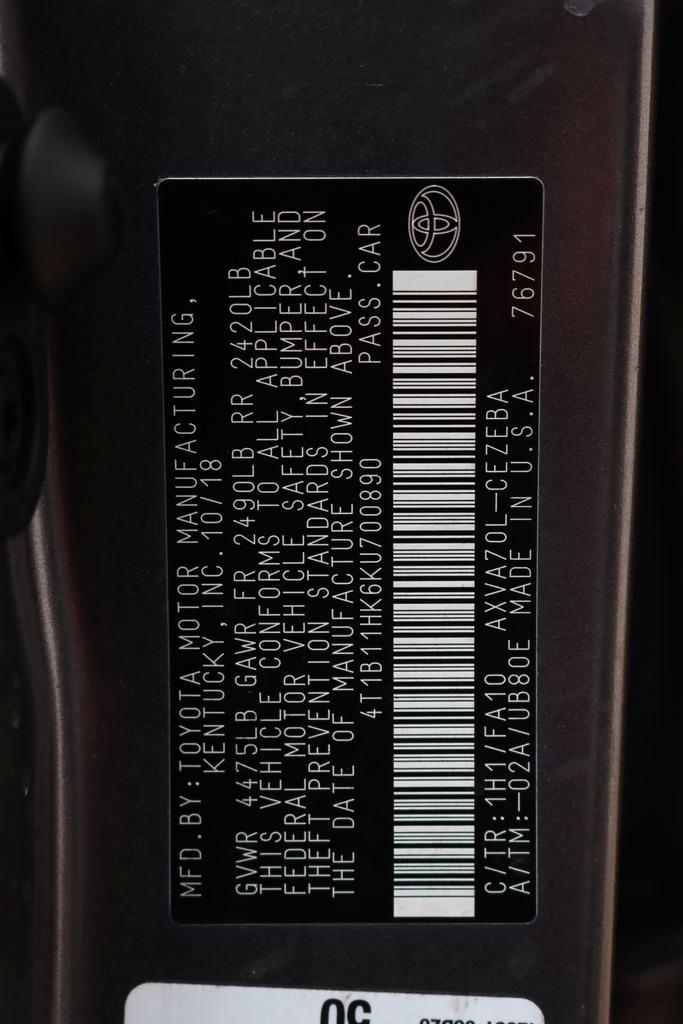 MFD.BY: TOYOTA MOTOR MANUFACTURING,
KENTUCKY, INC. 10/18
GVWR 4475LB GAWR FR 2490LB RR 2420LB
THIS VEHICLE CONFORMS TO ALL APPLICABLE
FEDERAL MOTOR VEHICLE SAFETY, BUMPER, AND
THEFT PREVENTION STANDARDS IN EFFECT ON
THE DATE OF MANUFACTURE SHOWN ABOVE.
4T1B11HK6KU700890 PASS.CAR
C/TR:1H1/FA10 AXVA70L-CEZEBA 76791
A/TM:-02A/UB80E MADE IN U.S.A.